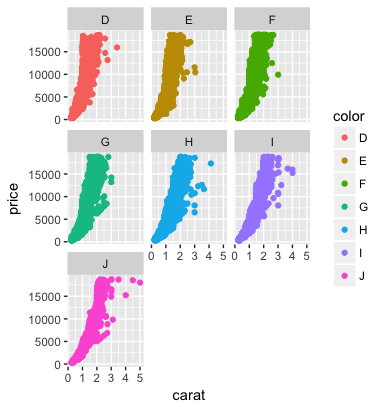 D E F
15000
10000
5000
0
color
D
E
F
G
H
I
J
G H I
15000
10000
5000
0
0 1 2 3 4 5 0 1 2 3 4 5
J
15000
10000
5000
0
0 1 2 3 4 5
price
carat